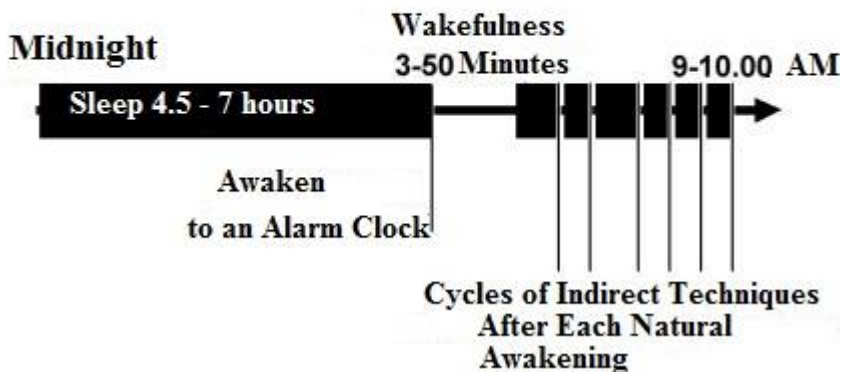 Midnight
Wakefulness
3-50 Minutes
9-10.00 AM
Sleep 4.5 - 7 hours
Awaken
to an Alarm Clock
Cycles of Indirect Techniques
After Each Natural
Awakening